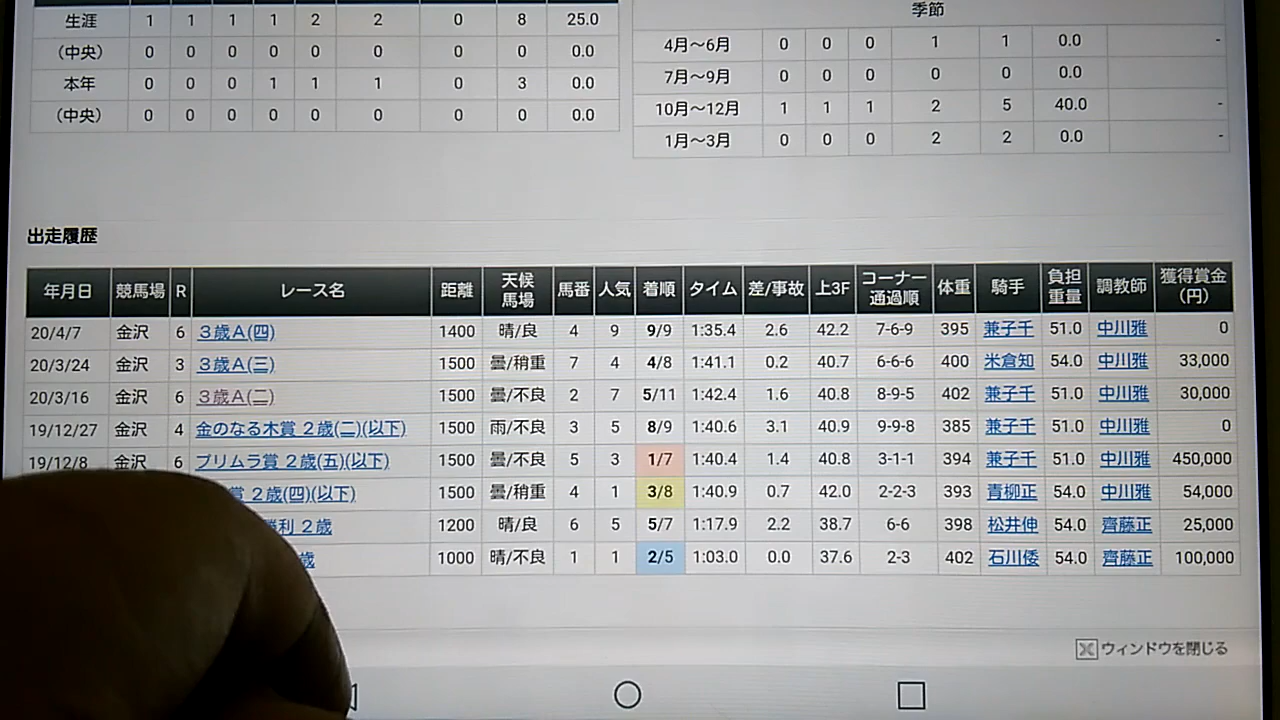 生涯 1 1 1 1 2 2 0 8 25.0
（中央） 0 0 0 0 0 0 0 0 0.0
本年 0 0 0 1 1 1 0 3 0.0
（中央） 0 0 0 0 0 0 0 0 0.0
季節
4月～6月 0 0 0 1 1 0.0 -
7月～9月 0 0 0 0 0 0.0
10月～12月 1 1 1 2 5 40.0 -
1月～3月 0 0 0 2 2 0.0 -
出走履歴
年月日 競馬場 R レース名 距離 天候馬場 馬番 人気 着順 タイム 差/事故 上3F コーナー通過順 体重 騎手 負担重量 調教師 獲得賞金（円）
20/4/7 金沢 6 ３歳Ａ(四) 1400 晴/良 4 9 9/9 1:35.4 2.6 42.2 7-6-9 395 兼子千 51.0 中川雅 0
20/3/24 金沢 3 ３歳Ａ(三) 1500 曇/稍重 7 4 4/8 1:41.1 0.2 40.7 6-6-6 400 米倉知 54.0 中川雅 33,000
20/3/16 金沢 6 ３歳Ａ(二) 1500 曇/不良 2 7 5/11 1:42.4 1.6 40.8 8-9-5 402 兼子千 51.0 中川雅 30,000
19/12/27 金沢 4 金のなる木賞 ２歳(二)(以下) 1500 雨/不良 3 5 8/9 1:40.6 3.1 40.9 9-9-8 385 兼子千 51.0 中川雅 0
19/12/8 金沢 6 プリムラ賞 ２歳(五)(以下) 1500 曇/不良 5 3 1/7 1:40.4 1.4 40.8 3-1-1 394 兼子千 51.0 中川雅 450,000
賞 ２歳(四)(以下) 1500 曇/稍重 4 1 3/8 1:40.9 0.7 42.0 2-2-3 393 青柳正 54.0 中川雅 54,000
勝利 ２歳 1200 晴/良 6 5 5/7 1:17.9 2.2 38.7 6-6 398 松井伸 54.0 齊藤正 25,000
歳 1000 晴/不良 1 1 2/5 1:03.0 0.0 37.6 2-3 402 石川倭 54.0 齊藤正 100,000
ウィンドウを閉じる